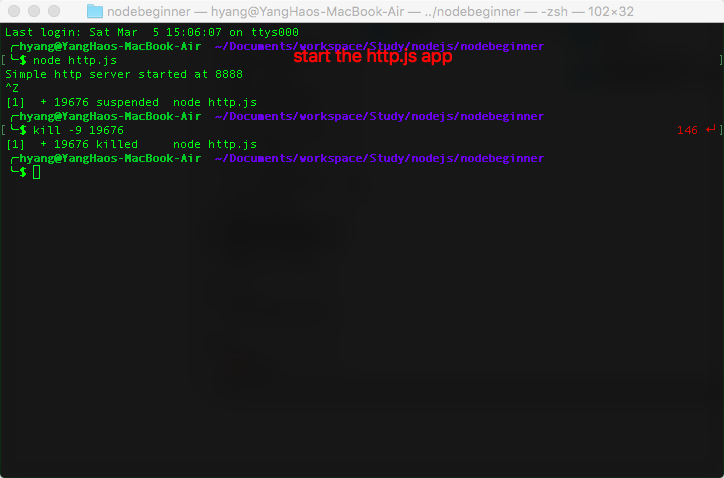 nodebeginner — hyang@YangHaos-MacBook-Air — ../nodebeginner — -zsh — 102×32
Last login: Sat Mar  5 15:06:07 on ttys000
╭─hyang@YangHaos-MacBook-Air  ~/Documents/workspace/Study/nodejs/nodebeginner
start the http.js app
[ ╰─$ node http.js ]
Simple http server started at 8888
^Z
[1]  + 19676 suspended  node http.js
╭─hyang@YangHaos-MacBook-Air  ~/Documents/workspace/Study/nodejs/nodebeginner
[ ╰─$ kill -9 19676 146 ↵]
[1]  + 19676 killed     node http.js
╭─hyang@YangHaos-MacBook-Air  ~/Documents/workspace/Study/nodejs/nodebeginner
╰─$